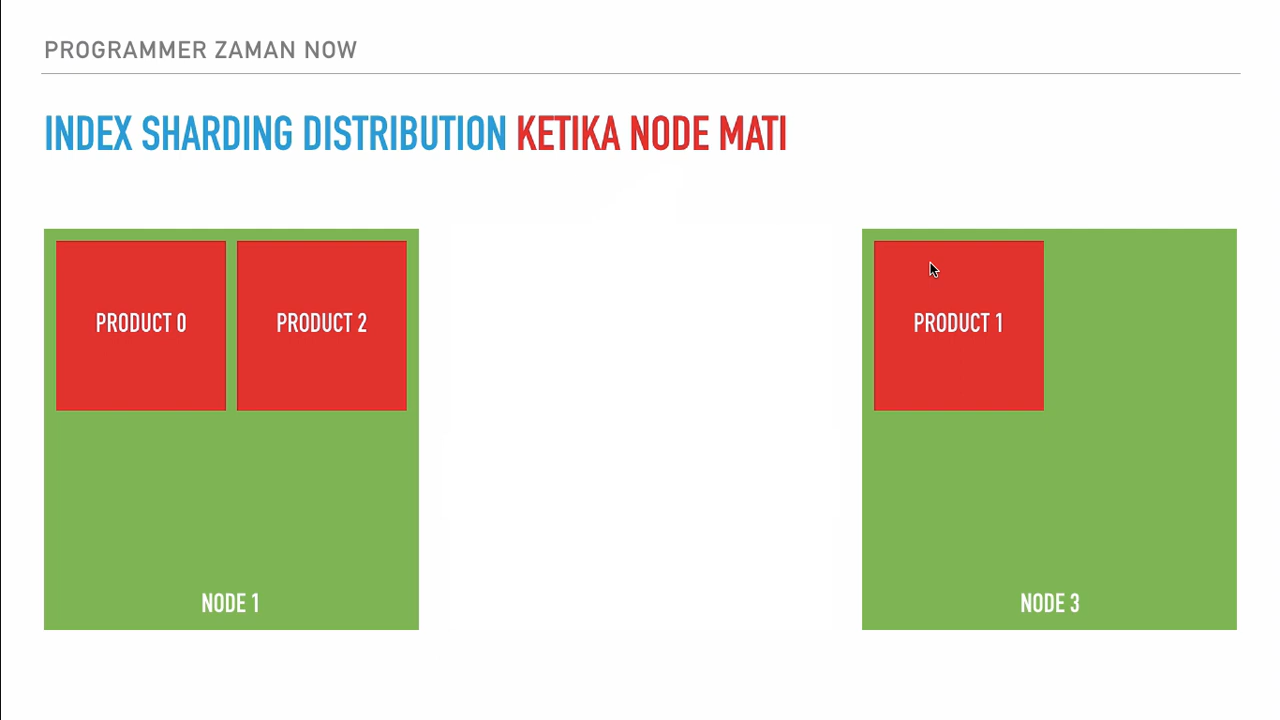 PROGRAMMER ZAMAN NOW
INDEX SHARDING DISTRIBUTION KETIKA NODE MATI
PRODUCT 0
PRODUCT 2
NODE 1
PRODUCT 1
NODE 3